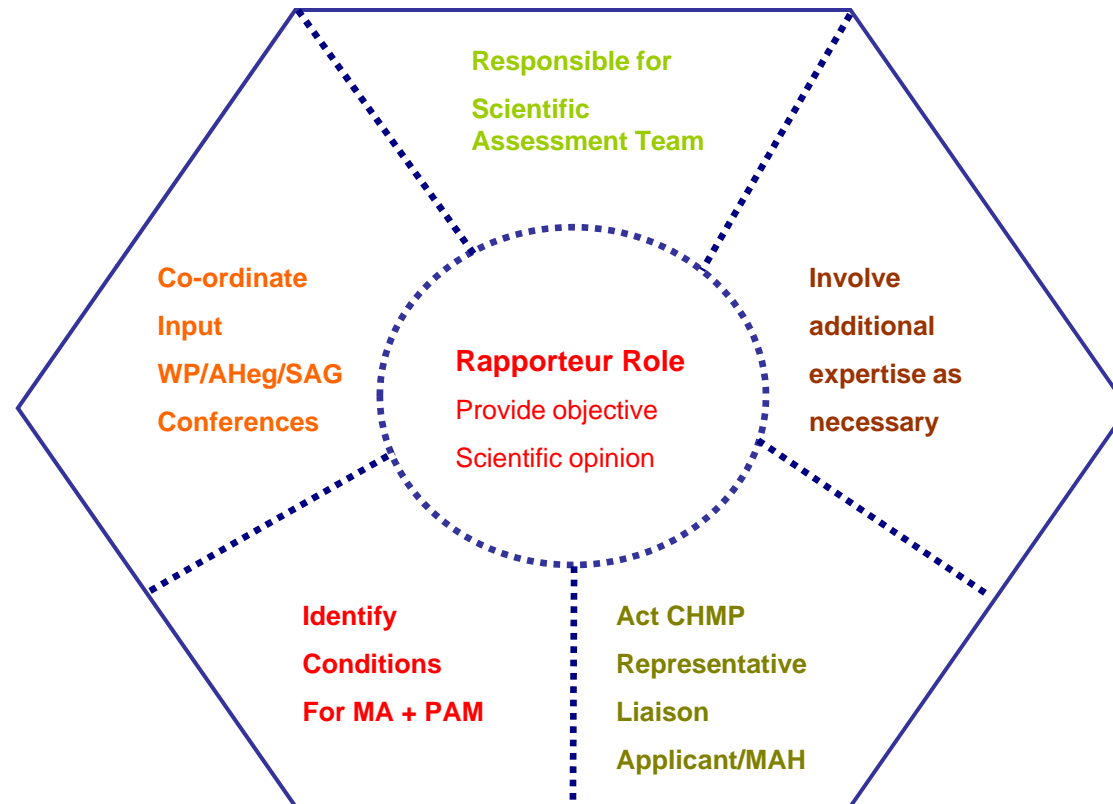 Responsible for
Scientific
Assessment Team
Co-ordinate
Input
WP/AHeg/SAG
Conferences
Rapporteur Role
Provide objective
Scientific opinion
Involve
additional
expertise as
necessary
Identify
Conditions
For MA + PAM
Act CHMP
Representative
Liaison
Applicant/MAH